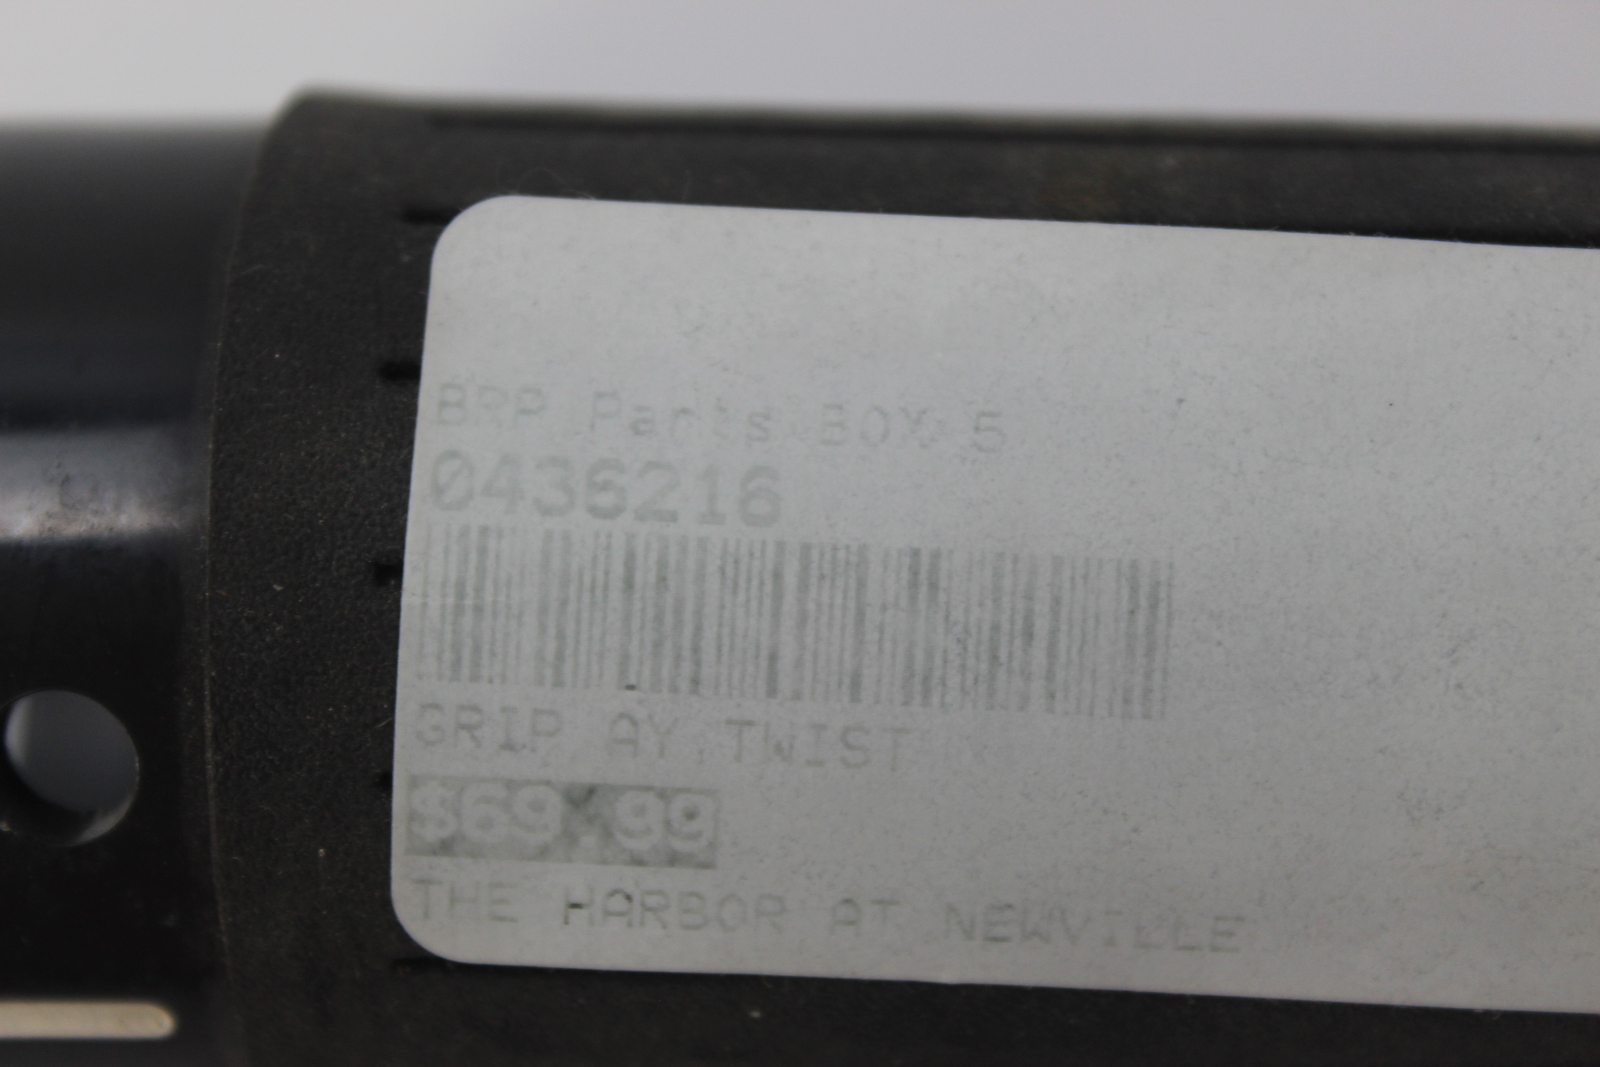 BRP Parts BOX 5
0436216
GRIP AY,TWIST
$69.99
THE HARBOR AT NEWVILLE